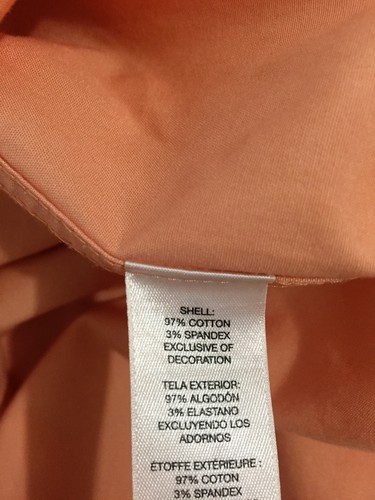 SHELL:
97% COTTON
3% SPANDEX
EXCLUSIVE OF
DECORATION
TELA EXTERIOR:
97% ALGODÓN
3% ELASTANO
EXCLUYENDO LOS
ADORNOS
ÉTOFFE EXTÉRIEURE :
97% COTON
3% SPANDEX